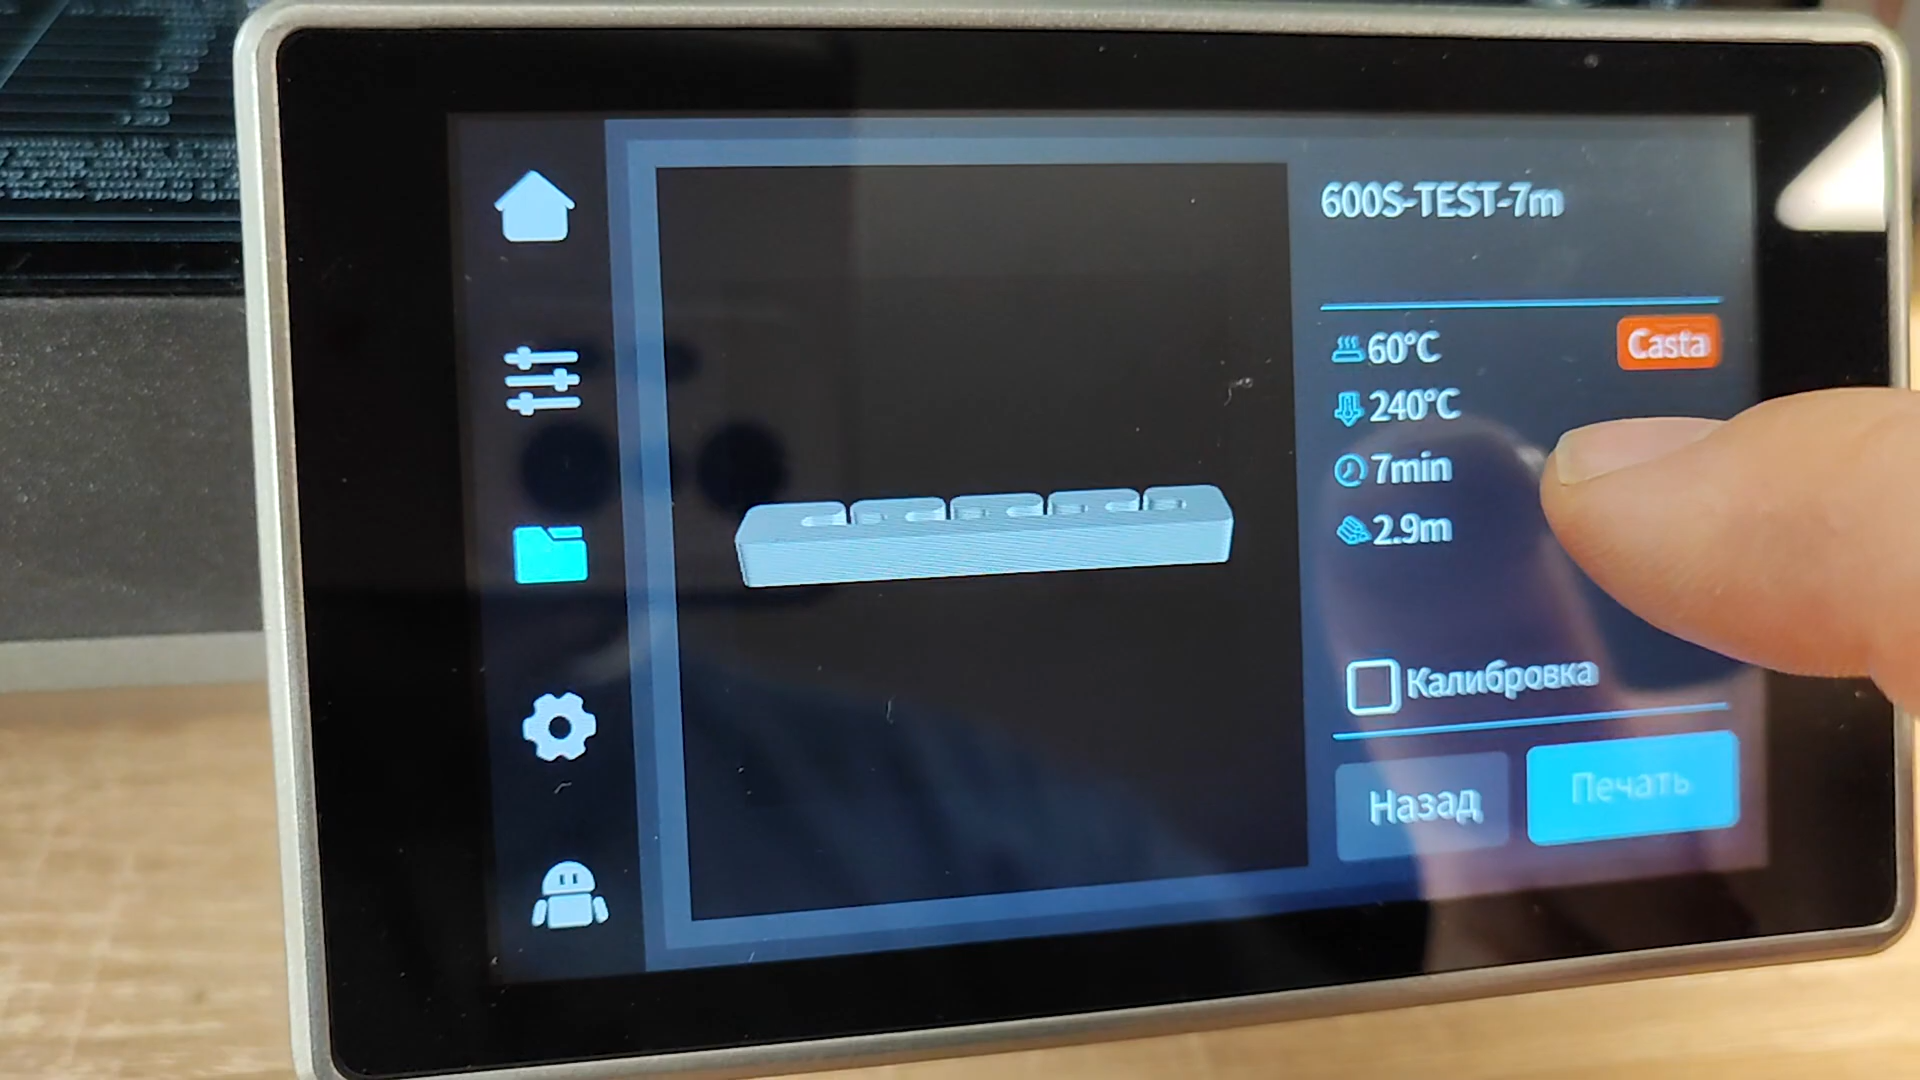 600S-TEST-7m
60°C
Casta
240°C
7min
2.9m
Калибровка
Назад
Печать